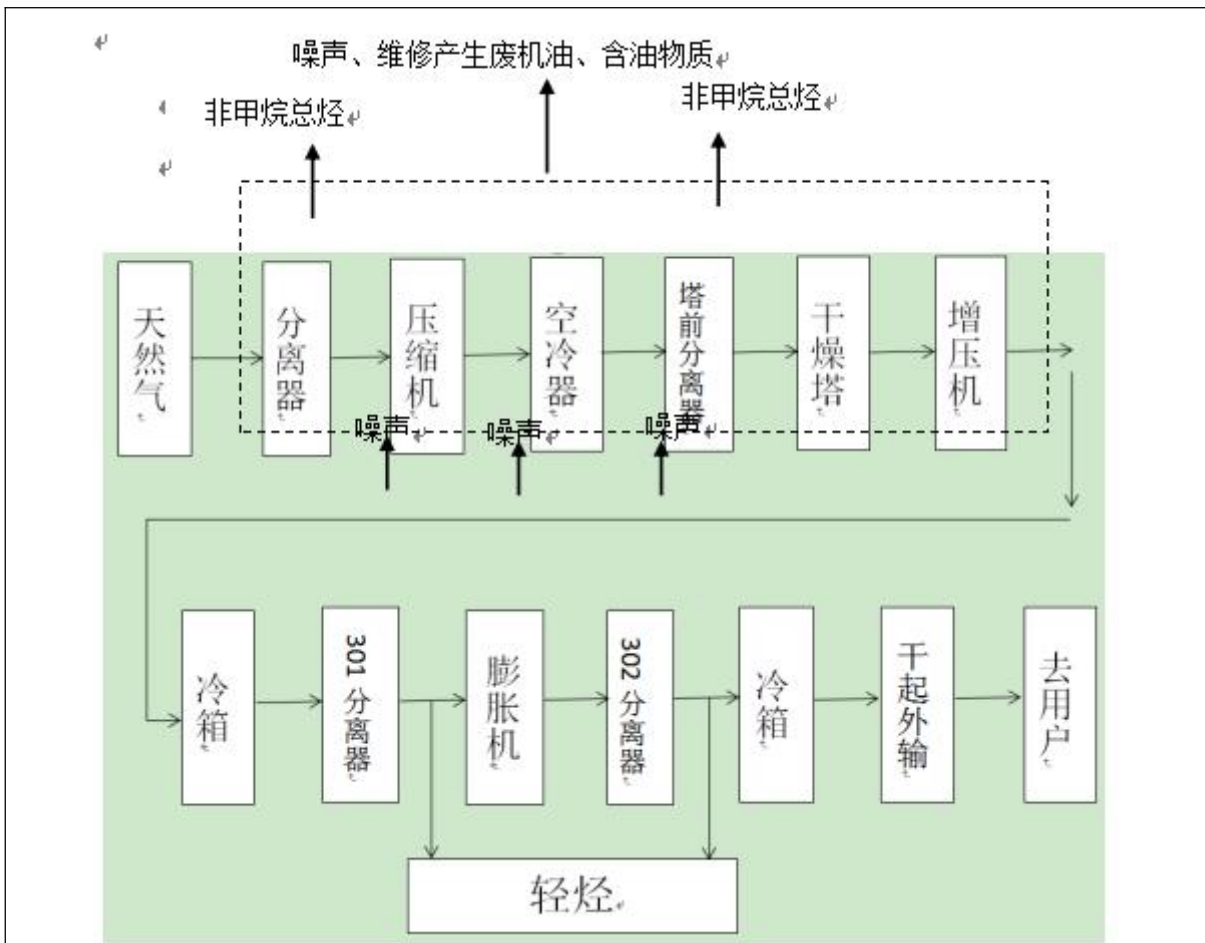 噪声、维修产生废机油、含油物质
非甲烷总烃
非甲烷总烃
天然气
分离器
压缩机
空冷器
塔前分离器
干燥塔
增压机
噪声
噪声
噪声
冷箱
301 分离器
膨胀机
302 分离器
冷箱
干起外输
去用户
轻烃